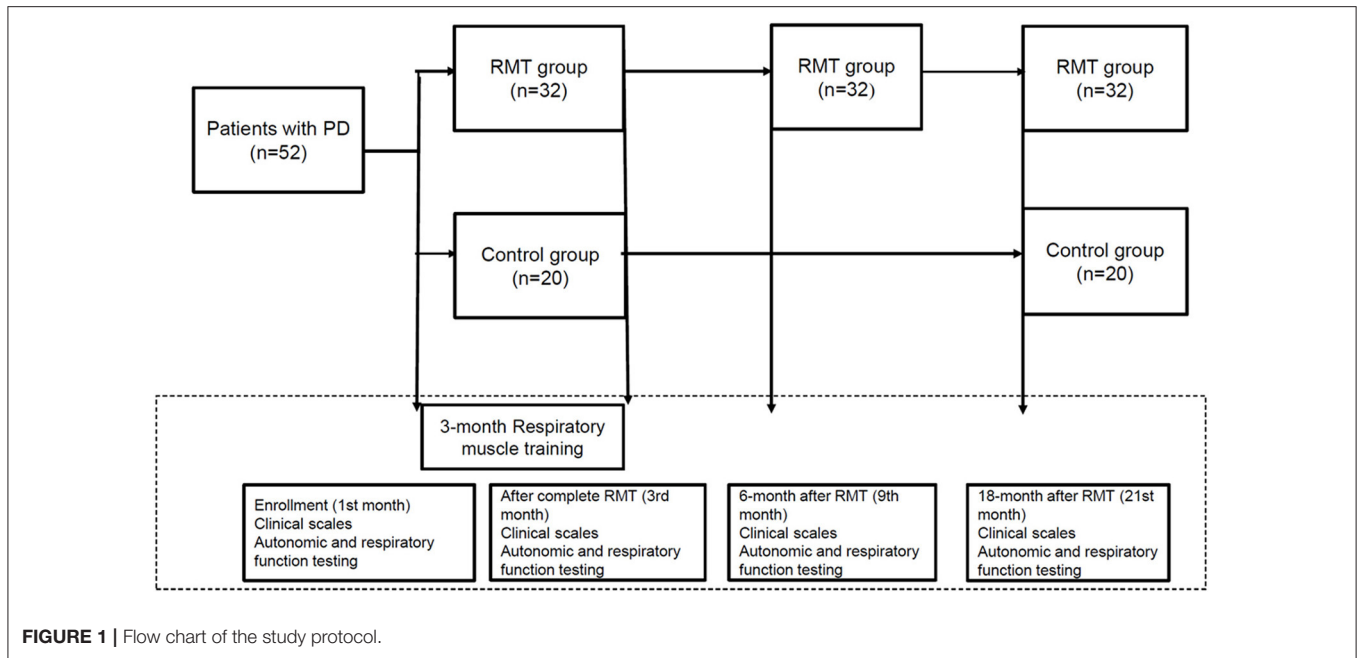 Patients with PD
(n=52)
RMT group
(n=32)
RMT group
(n=32)
RMT group
(n=32)
Control group
(n=20)
Control group
(n=20)
3-month Respiratory
muscle training
Enrollment (1st month)
Clinical scales
Autonomic and respiratory
function testing
After complete RMT (3rd
month)
Clinical scales
Autonomic and respiratory
function testing
6-month after RMT (9th
month)
Clinical scales
Autonomic and respiratory
function testing
18-month after RMT (21st
month)
Clinical scales
Autonomic and respiratory
function testing
FIGURE 1 | Flow chart of the study protocol.